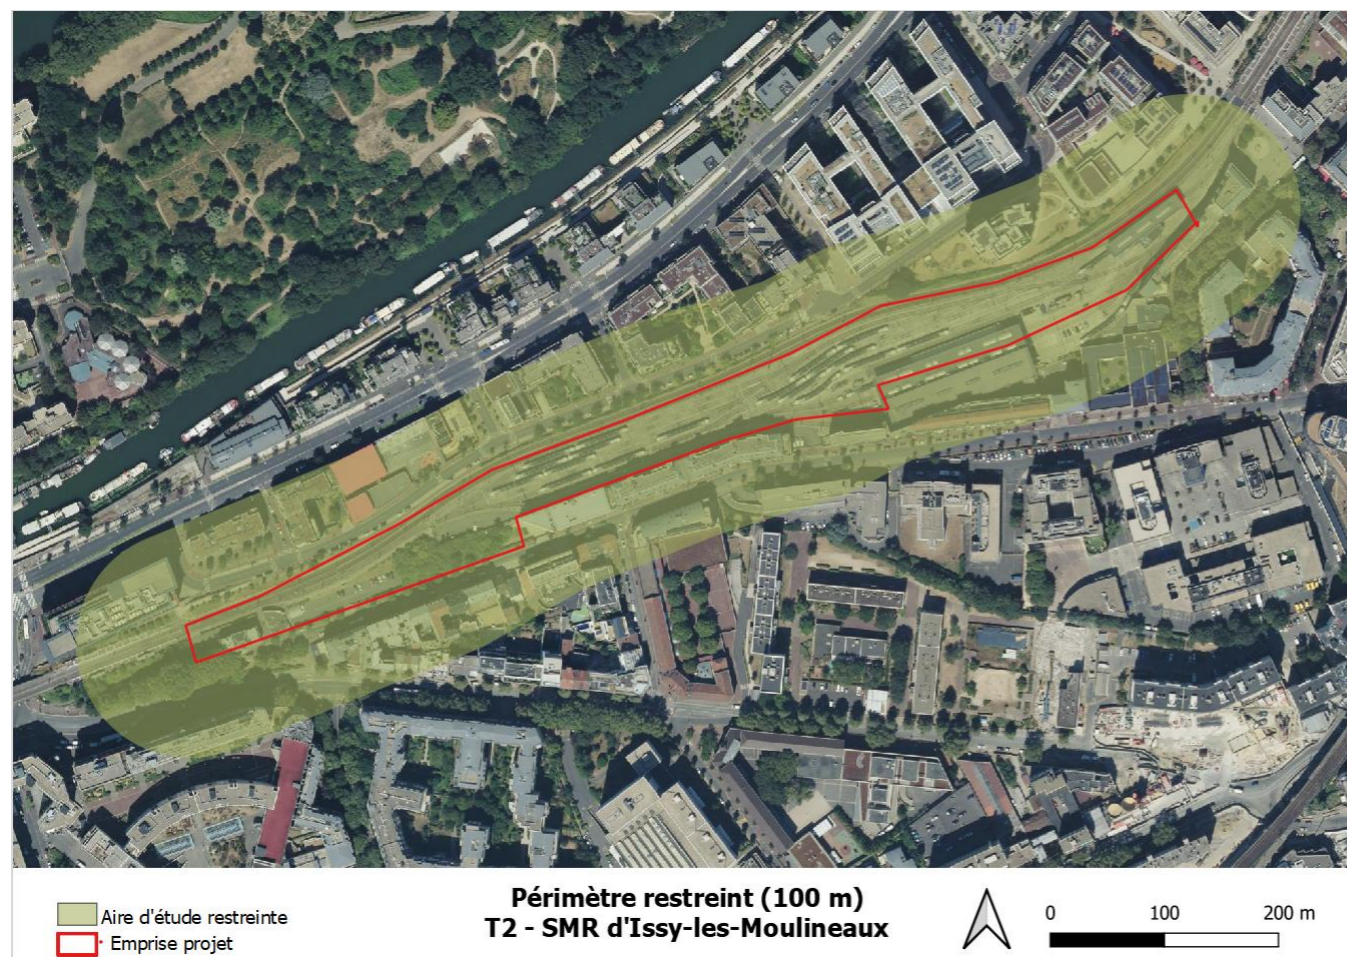 Aire d'étude restreinte
Emprise projet
Périmètre restreint (100 m)
T2 - SMR d'Issy-les-Moulineaux
0 100 200 m